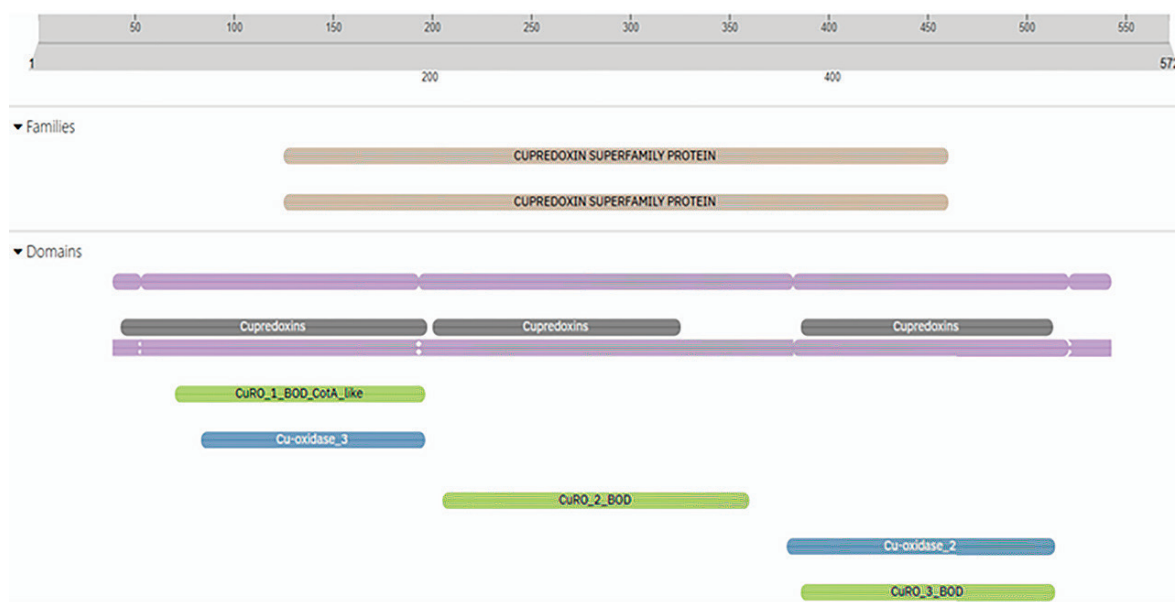 50 100 150 200 250 300 350 400 450 500 550
1 572
200 400
Families
CUPREDOXIN SUPERFAMILY PROTEIN
CUPREDOXIN SUPERFAMILY PROTEIN
Domains
Cupredoxins Cupredoxins Cupredoxins
CuRO_1_BOD_CotA_like
Cu-oxidase_3
CuRO_2_BOD
Cu-oxidase_2
CuRO_3_BOD